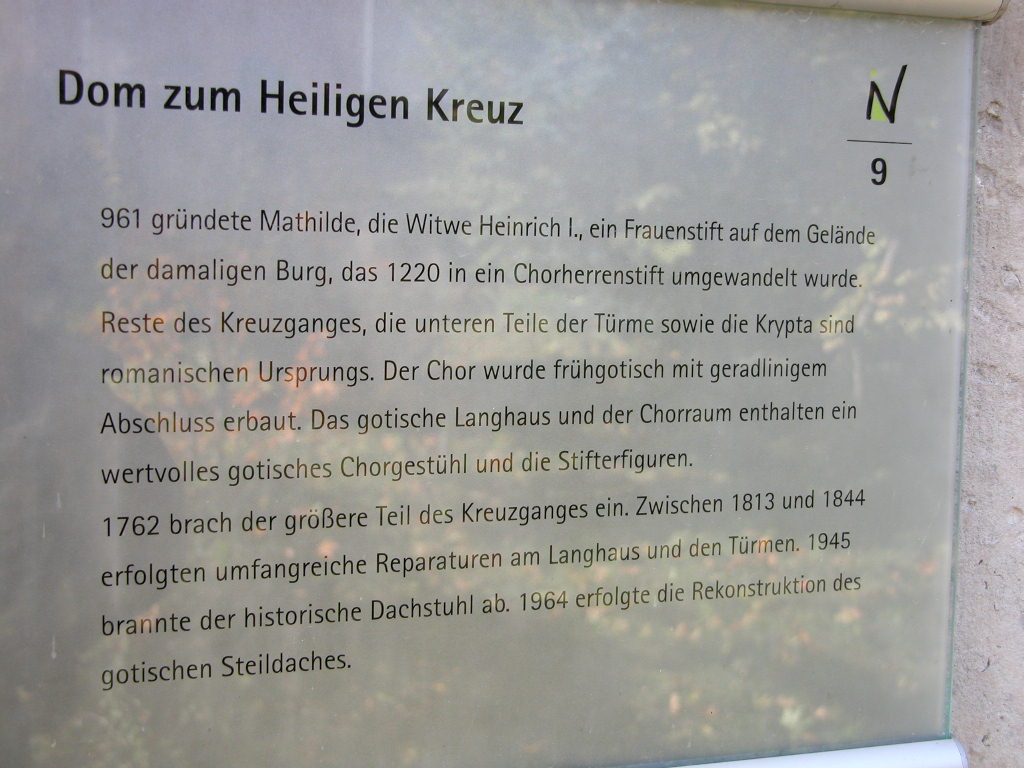 Dom zum Heiligen Kreuz
N
9
961 gründete Mathilde, die Witwe Heinrich I., ein Frauenstift auf dem Gelände
der damaligen Burg, das 1220 in ein Chorherrenstift umgewandelt wurde.
Reste des Kreuzganges, die unteren Teile der Türme sowie die Krypta sind
romanischen Ursprungs. Der Chor wurde frühgotisch mit geradlinigem
Abschluss erbaut. Das gotische Langhaus und der Chorraum enthalten ein
wertvolles gotisches Chorgestühl und die Stifterfiguren.
1762 brach der größere Teil des Kreuzganges ein. Zwischen 1813 und 1844
erfolgten umfangreiche Reparaturen am Langhaus und den Türmen. 1945
brannte der historische Dachstuhl ab. 1964 erfolgte die Rekonstruktion des
gotischen Steildaches.